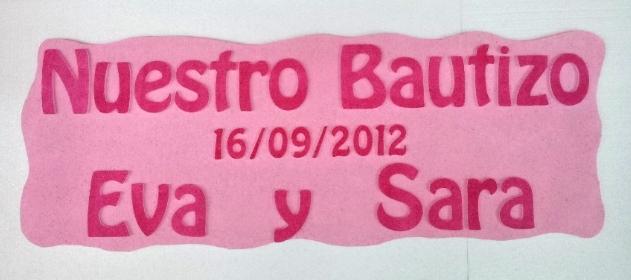 Nuestro Bautizo
16/09/2012
Eva y Sara